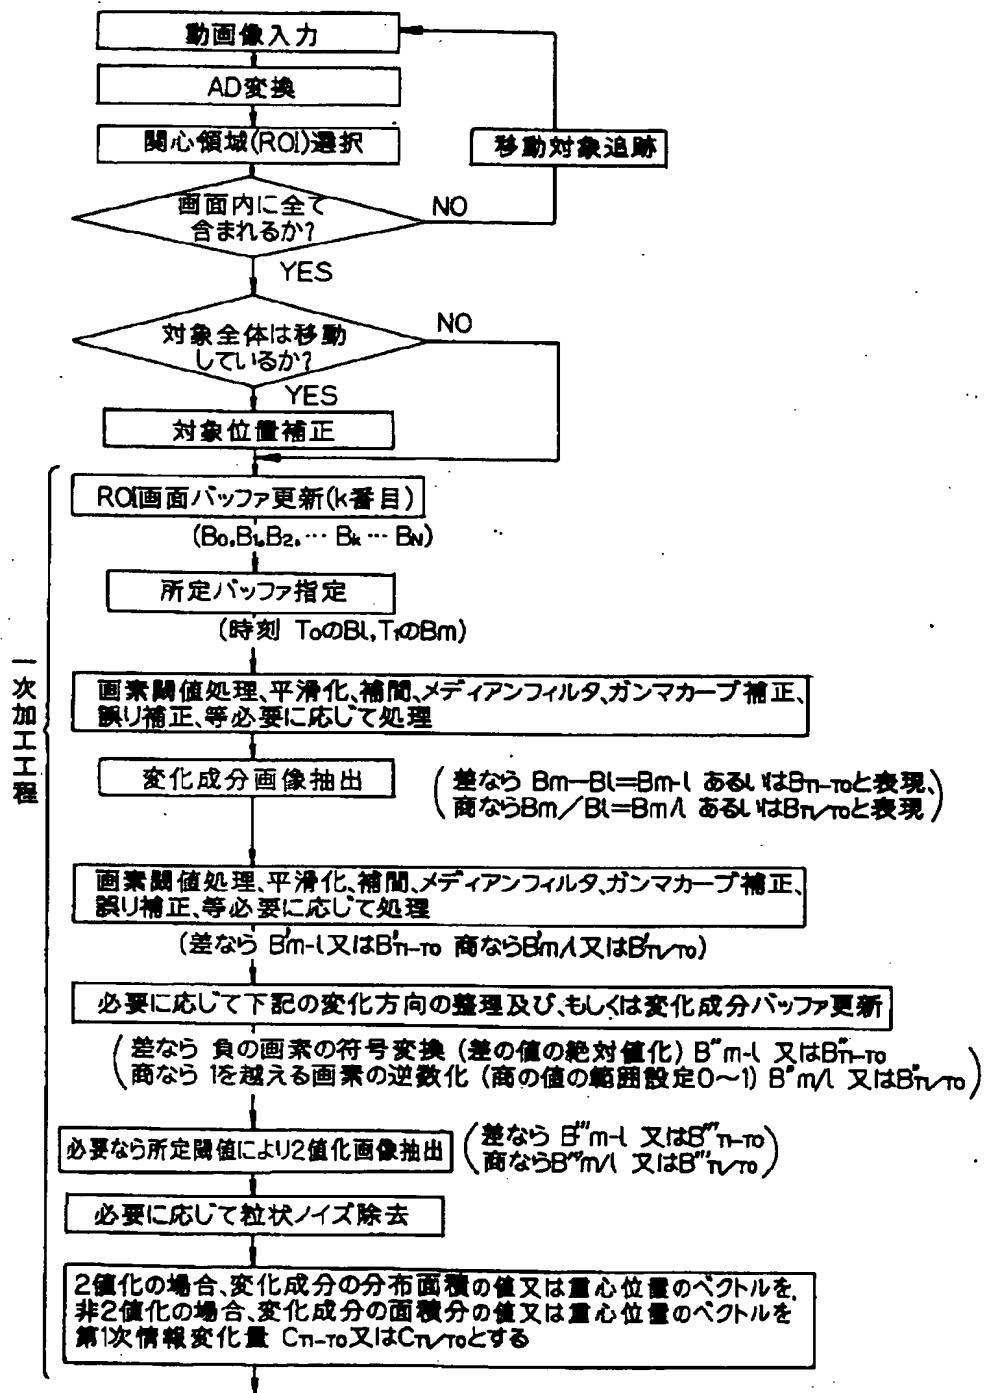 動画像入力
AD変換
関心領域(ROI)選択
移動対象追跡
画面内に全て
含まれるか?
NO
YES
対象全体は移動
しているか?
NO
YES
対象位置補正
一次加工工程
ROI画面バッファ更新(k番目)
(B0,B1,B2,… Bk … BN)
所定バッファ指定
(時刻 T0のBl,T1のBm)
画素閾値処理、平滑化、補間、メディアンフィルタ、ガンマカーブ補正、
誤り補正、等必要に応じて処理
変化成分画像抽出
(差なら Bm−Bl=Bm-l あるいはBT1-T0と表現、
商ならBm/Bl=Bm/l あるいはBT1/T0と表現)
画素閾値処理、平滑化、補間、メディアンフィルタ、ガンマカーブ補正、
誤り補正、等必要に応じて処理
(差なら B'm-l又はB'T1-T0 商ならB'm/l又はB'T1/T0)
必要に応じて下記の変化方向の整理及び、もしくは変化成分バッファ更新
(差なら 負の画素の符号変換 (差の値の絶対値化) B"m-l 又はB"T1-T0
商なら 1を越える画素の逆数化 (商の値の範囲設定0~1) B"m/l 又はB"T1/T0)
必要なら所定閾値により2値化画像抽出
(差なら B'''m-l 又はB'''T1-T0
商ならB'''m/l 又はB'''T1/T0)
必要に応じて粒状ノイズ除去
2値化の場合、変化成分の分布面積の値又は重心位置のベクトルを、
非2値化の場合、変化成分の面積分の値又は重心位置のベクトルを
第1次情報変化量 CT1-T0又はCT1/T0とする